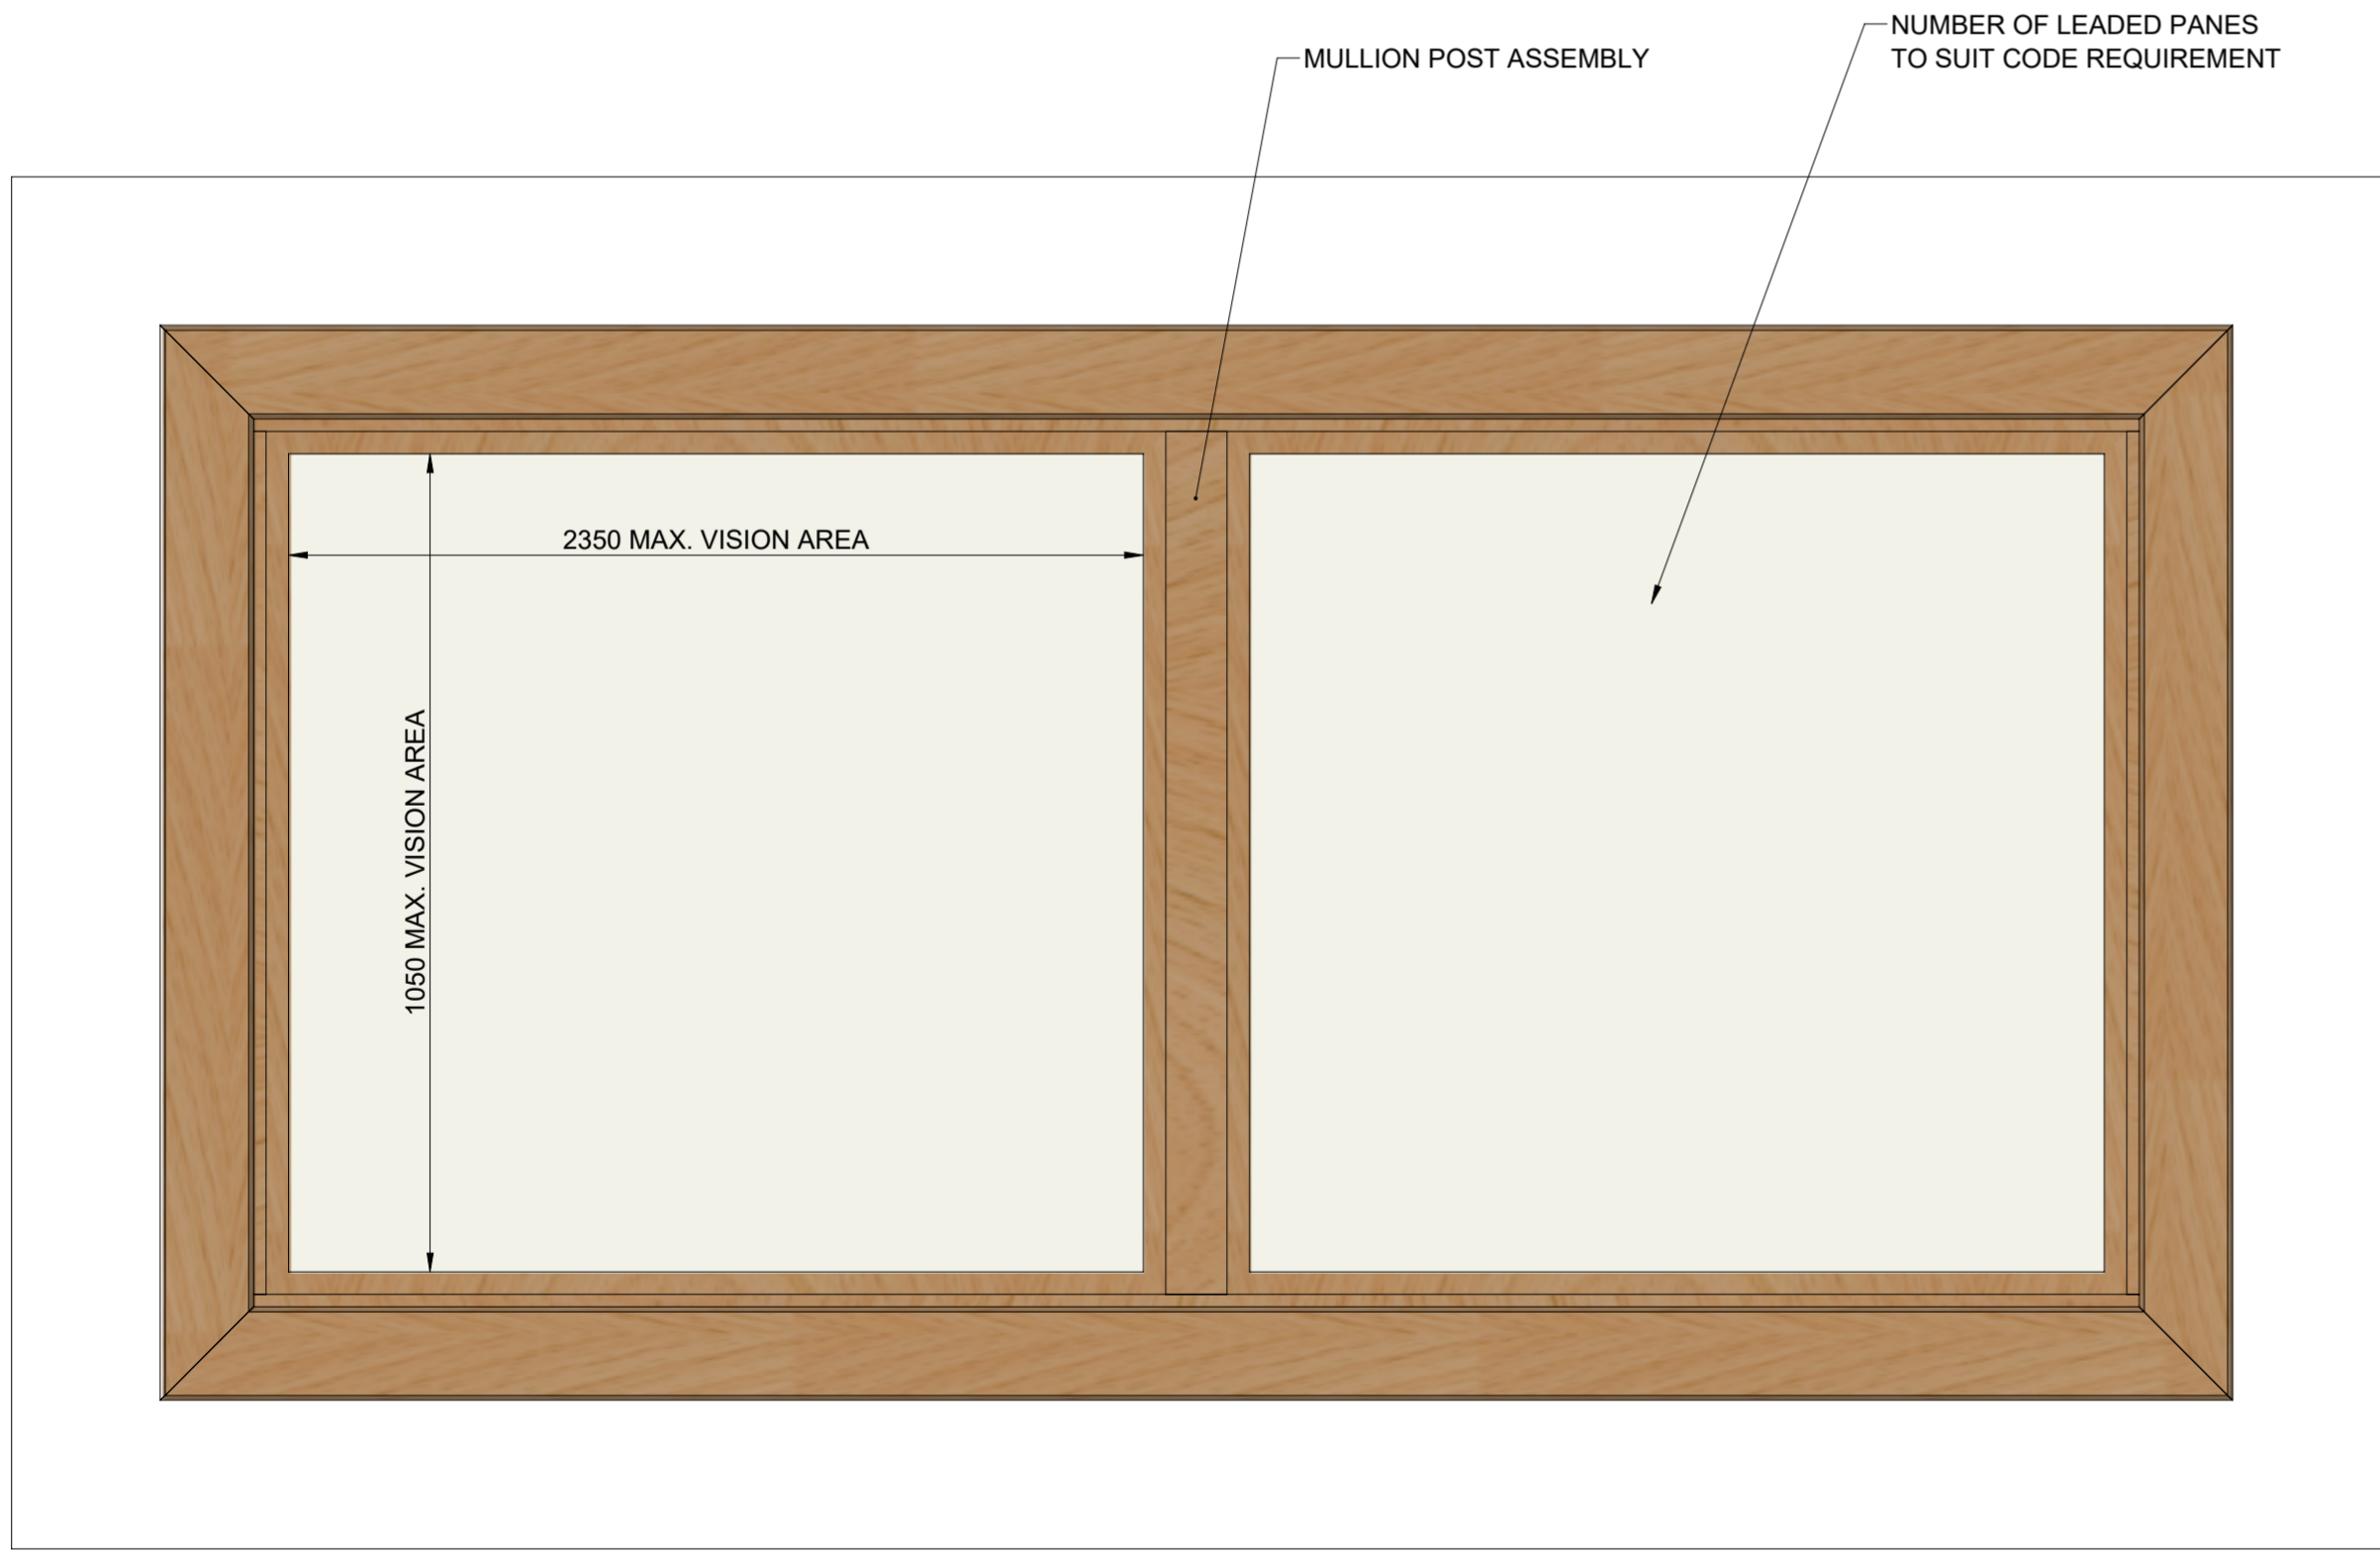 NUMBER OF LEADED PANES
TO SUIT CODE REQUIREMENT
MULLION POST ASSEMBLY
2350 MAX. VISION AREA
1050 MAX. VISION AREA